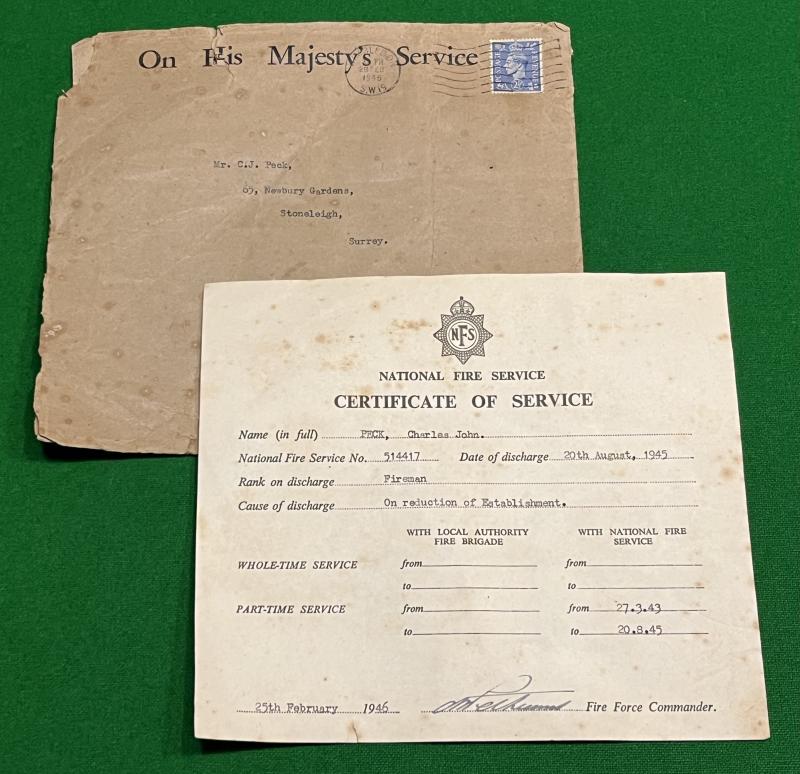 On His Majesty's Service
1946
S.W.15
Mr. C.J. Peck,
Newbury Gardens,
Stoneleigh,
Surrey.
NFS
NATIONAL FIRE SERVICE
CERTIFICATE OF SERVICE
Name (in full) PECK, Charles John.
National Fire Service No. 514417 Date of discharge 20th August, 1945
Rank on discharge Fireman
Cause of discharge On reduction of Establishment.
WITH LOCAL AUTHORITY FIRE BRIGADE
WITH NATIONAL FIRE SERVICE
WHOLE-TIME SERVICE from from
to to
PART-TIME SERVICE from from 27.3.43
to to 20.8.45
25th February 1946 Fire Force Commander.